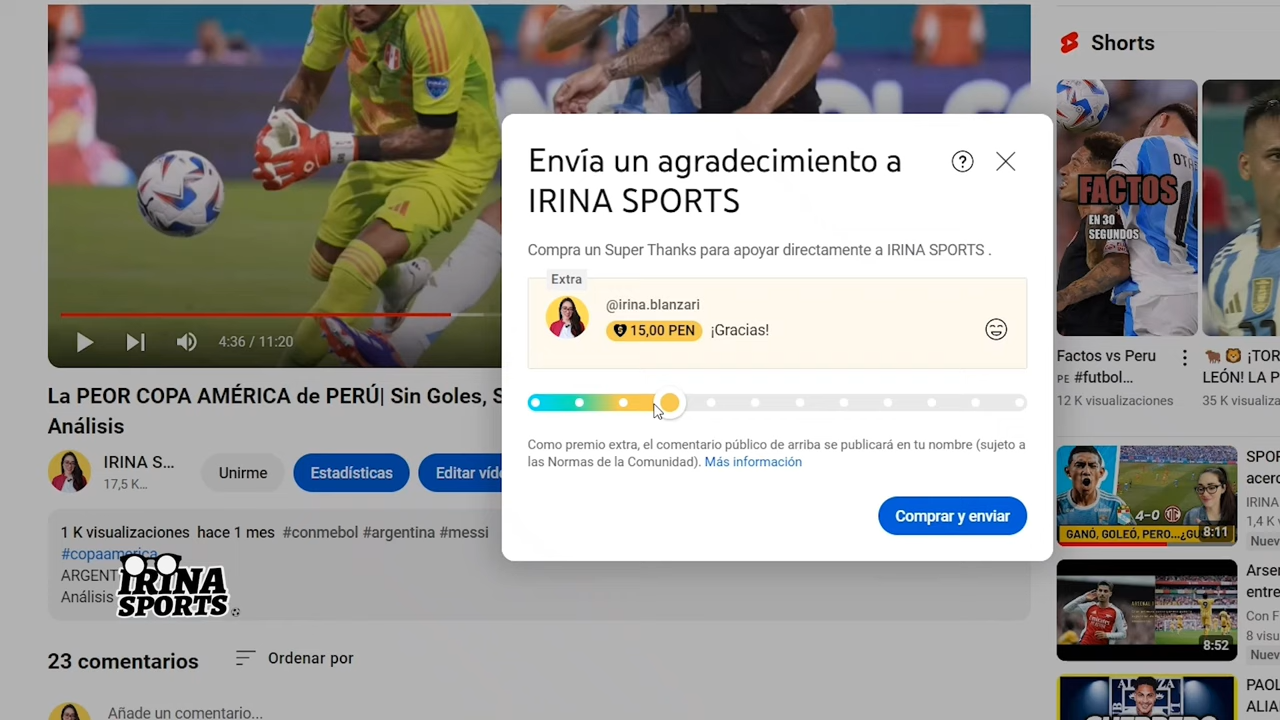 Shorts
Envía un agradecimiento a
IRINA SPORTS
Compra un Super Thanks para apoyar directamente a IRINA SPORTS .
Extra
@irina.blanzari
15,00 PEN ¡Gracias!
Como premio extra, el comentario público de arriba se publicará en tu nombre (sujeto a
las Normas de la Comunidad). Más información
Comprar y enviar
4:36 / 11:20
La PEOR COPA AMÉRICA de PERÚ| Sin Goles, S
Análisis
IRINA S...
17,5 K...
Unirme
Estadísticas
Editar víde
1 K visualizaciones hace 1 mes #conmebol #argentina #messi
#copaamerica
ARGENT
Análisis
IRINA
SPORTS
23 comentarios
Ordenar por
Añade un comentario...
FACTOS
EN 30
SEGUNDOS
Factos vs Peru
PE #futbol...
12 K visualizaciones
¡TOR
LEÓN! LA P
35 K visualiza
4-0
GANÓ, GOLEÓ, PERO...¿GU
8:11
SPOR
acerc
IRINA
1,4 K
Nuev
8:52
Arsen
entre
Con F
8 visu
Nuev
PAOL
ALIA